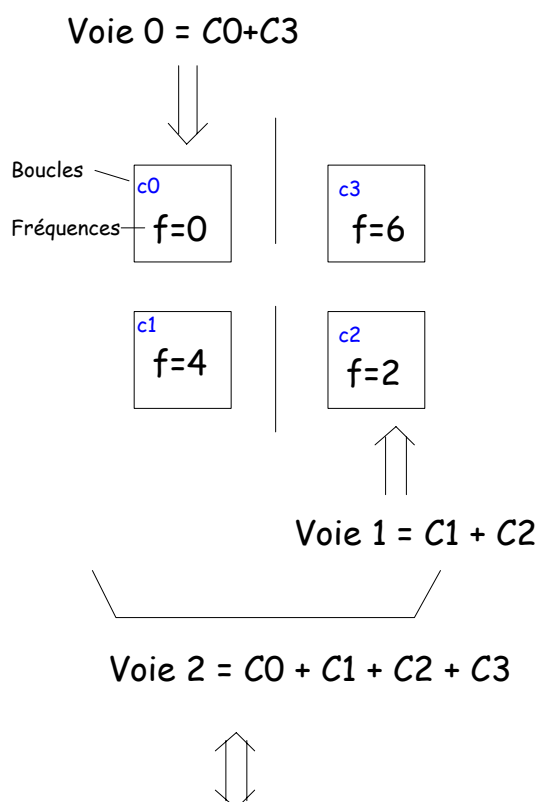 Voie 0 = C0+C3
Boucles
c0
c3
Fréquences
f=0
f=6
c1
c2
f=4
f=2
Voie 1 = C1 + C2
Voie 2 = C0 + C1 + C2 + C3